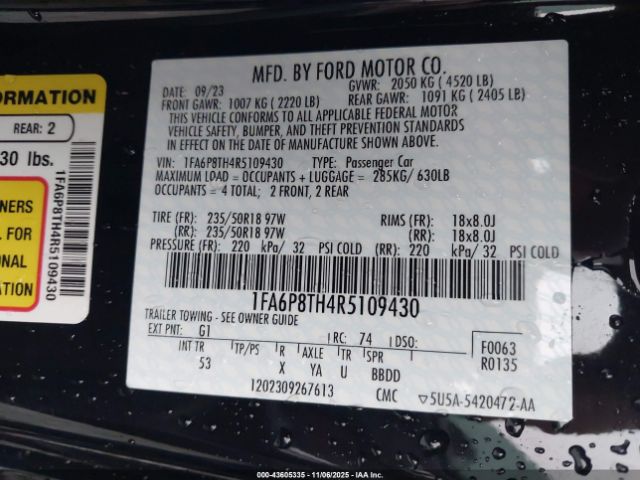 ORMATION
REAR: 2
30 lbs.
NERS
L FOR
ONAL
ATION.
1FA6P8TH4R5109430
MFD. BY FORD MOTOR CO.
DATE: 09/23 GVWR: 2050 KG ( 4520 LB)
FRONT GAWR: 1007 KG ( 2220 LB) REAR GAWR: 1091 KG ( 2405 LB)
THIS VEHICLE CONFORMS TO ALL APPLICABLE FEDERAL MOTOR
VEHICLE SAFETY, BUMPER, AND THEFT PREVENTION STANDARDS
IN EFFECT ON THE DATE OF MANUFACTURE SHOWN ABOVE.
VIN: 1FA6P8TH4R5109430 TYPE: Passenger Car
MAXIMUM LOAD = OCCUPANTS + LUGGAGE = 285KG/ 630LB
OCCUPANTS = 4 TOTAL; 2 FRONT, 2 REAR
TIRE (FR): 235/50R18 97W RIMS (FR): 18x8.0J
(RR): 235/50R18 97W (RR): 18x8.0J
PRESSURE (FR): 220 kPa/ 32 PSI COLD (RR): 220 kPa/ 32 PSI COLD
1FA6P8TH4R5109430
TRAILER TOWING - SEE OWNER GUIDE
EXT PNT: G1 RC: 74 DSO: F0063
INT TR TP/PS R AXLE TR SPR R0135
53 X YA U BBDD
1202309267613 CMC ▽5U5A-5420472-AA
000-43605335 - 11/06/2025 - IAAHOLDINGS, LLC